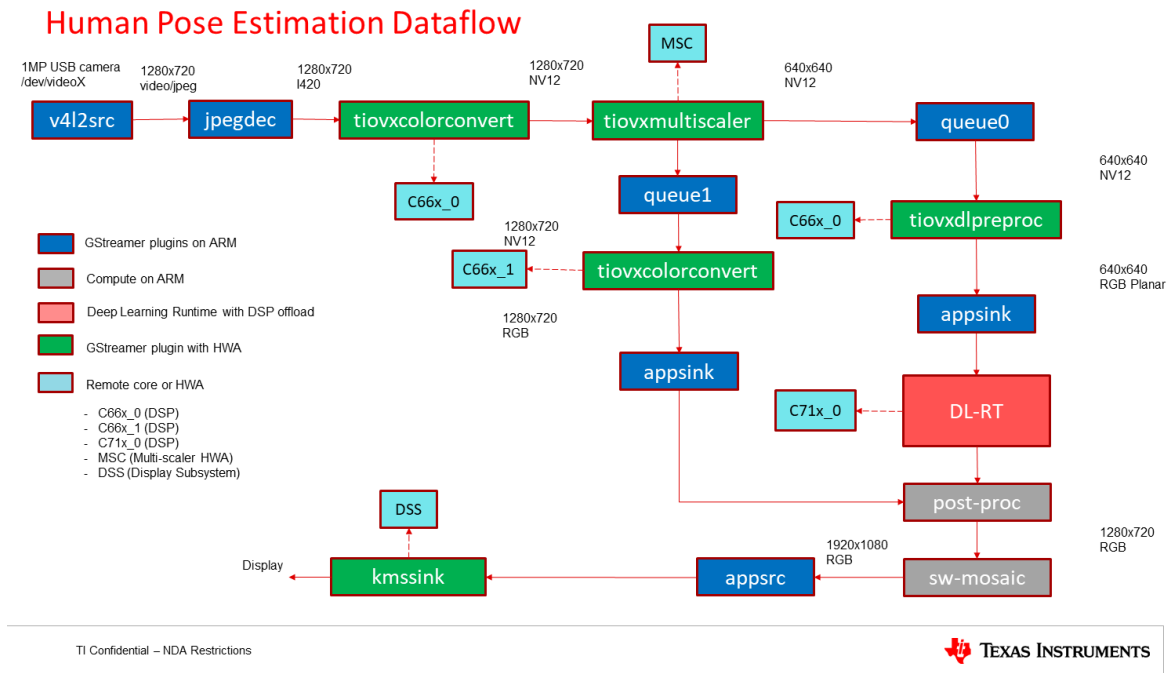 Human Pose Estimation Dataflow
1MP USB camera
/dev/videoX
1280x720
video/jpeg
1280x720
I420
1280x720
NV12
MSC
640x640
NV12
v4l2src
jpegdec
tiovxcolorconvert
tiovxmultiscaler
queue0
C66x_0
queue1
640x640
NV12
C66x_0
tiovxdlpreproc
1280x720
NV12
C66x_1
tiovxcolorconvert
640x640
RGB Planar
1280x720
RGB
appsink
appsink
C71x_0
DL-RT
GStreamer plugins on ARM
Compute on ARM
Deep Learning Runtime with DSP offload
GStreamer plugin with HWA
Remote core or HWA
- C66x_0 (DSP)
- C66x_1 (DSP)
- C71x_0 (DSP)
- MSC (Multi-scaler HWA)
- DSS (Display Subsystem)
post-proc
DSS
1280x720
RGB
1920x1080
RGB
Display
kmssink
appsrc
sw-mosaic
TI Confidential – NDA Restrictions
TEXAS INSTRUMENTS